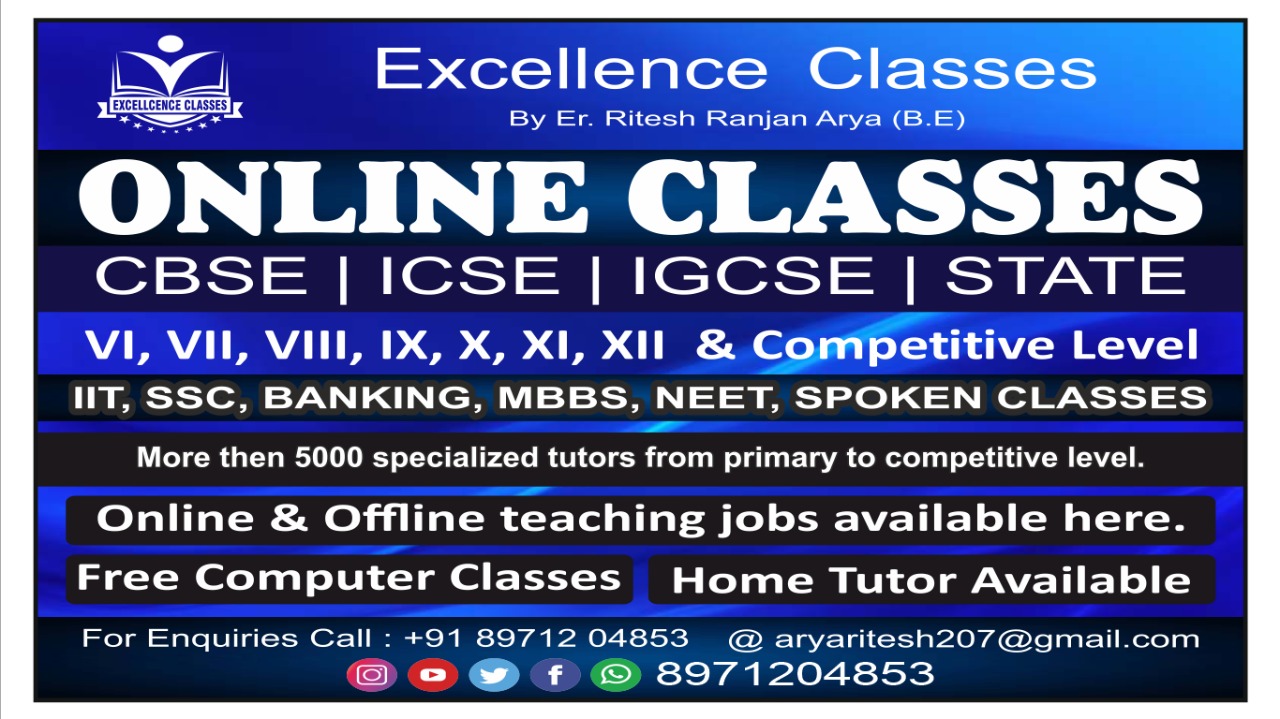 EXCELLCENCE CLASSES
Excellence Classes
By Er. Ritesh Ranjan Arya (B.E)
ONLINE CLASSES
CBSE | ICSE | IGCSE | STATE
VI, VII, VIII, IX, X, XI, XII & Competitive Level
IIT, SSC, BANKING, MBBS, NEET, SPOKEN CLASSES
More then 5000 specialized tutors from primary to competitive level.
Online & Offline teaching jobs available here.
Free Computer Classes Home Tutor Available
For Enquiries Call : +91 89712 04853 @ aryaritesh207@gmail.com
8971204853